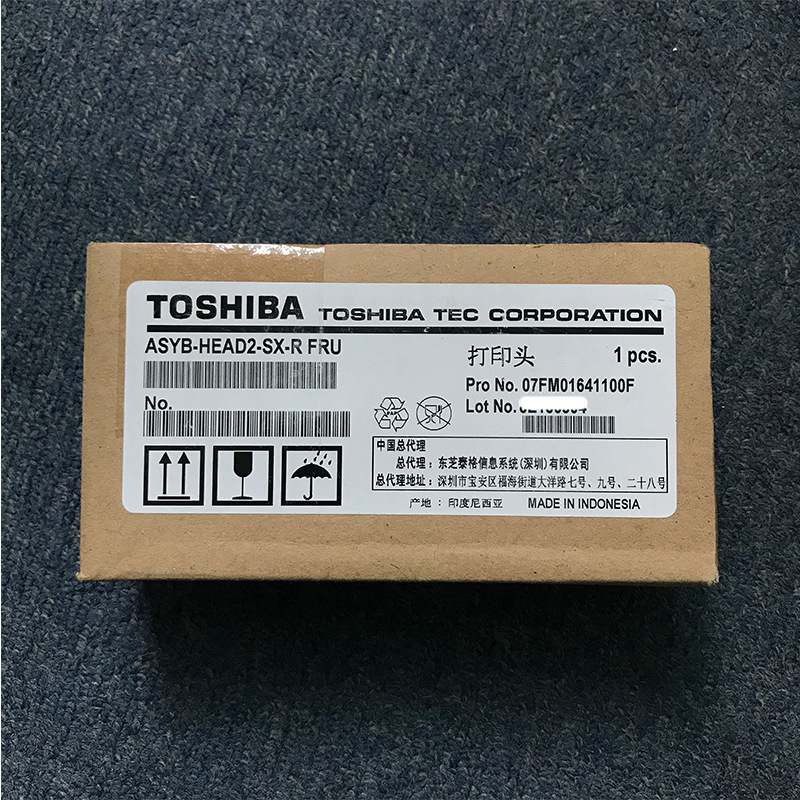 TOSHIBA TOSHIBA TEC CORPORATION
ASYB-HEAD2-SX-R FRU
打印头 1 pcs.
Pro No. 07FM01641100F
No.
Lot No.
中国总代理
总代理：东芝泰格信息系统(深圳)有限公司
总代理地址：深圳市宝安区福海街道大洋路七号、九号、二十八号
产地：印度尼西亚 MADE IN INDONESIA